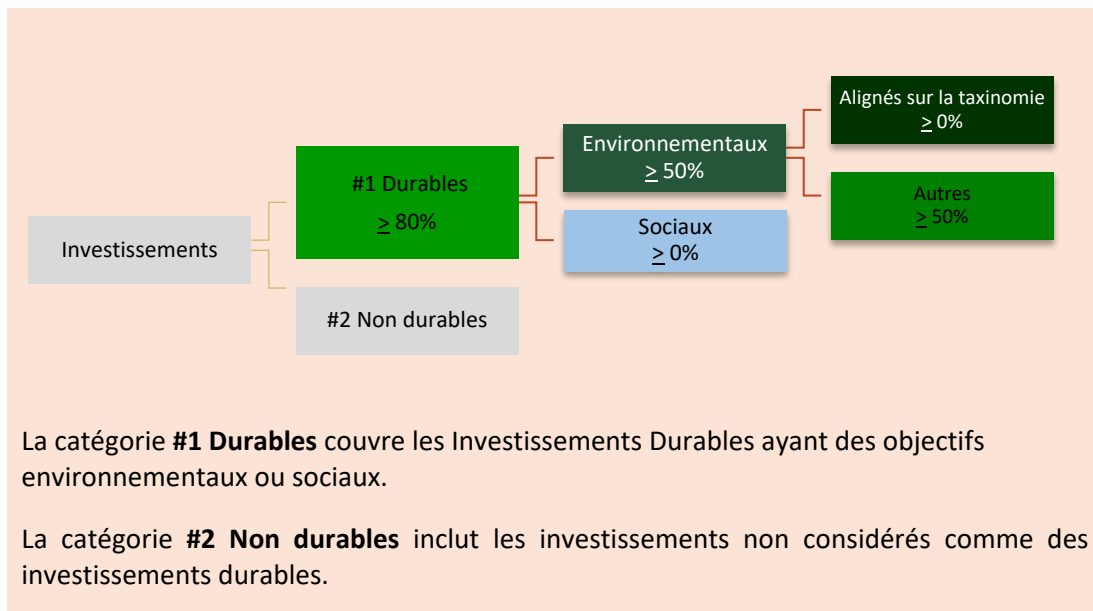 Investissements
#1 Durables
≥ 80%
#2 Non durables
Environnementaux
≥ 50%
Sociaux
≥ 0%
Alignés sur la taxinomie
≥ 0%
Autres
≥ 50%
La catégorie #1 Durables couvre les Investissements Durables ayant des objectifs
environnementaux ou sociaux.
La catégorie #2 Non durables inclut les investissements non considérés comme des
investissements durables.